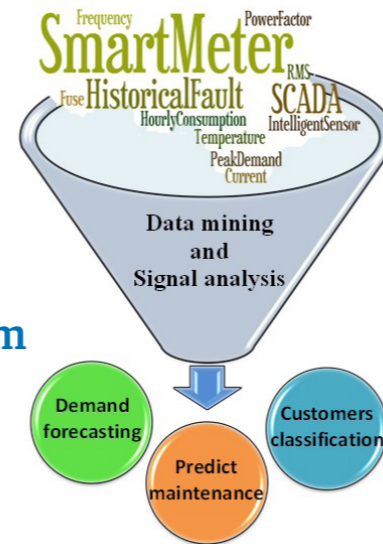 Frequency
PowerFactor
SmartMeter
RMS
Fuse HistoricalFault SCADA
HourlyConsumption IntelligentSensor
Temperature
PeakDemand
Current
Data mining
and
Signal analysis
m
Demand
forecasting
Customers
classification
Predict
maintenance